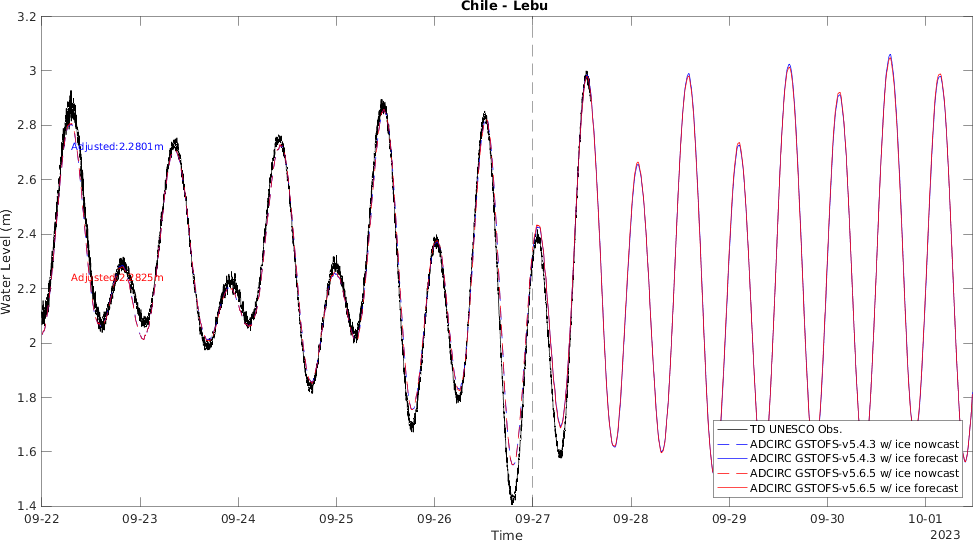 Chile - Lebu
3.2
3
2.8
2.6
2.4
2.2
2
1.8
1.6
1.4
Water Level (m)
Adjusted:2.2801m
Adjusted:2.2825m
TD UNESCO Obs.
ADCIRC GSTOFS-v5.4.3 w/ ice nowcast
ADCIRC GSTOFS-v5.4.3 w/ ice forecast
ADCIRC GSTOFS-v5.6.5 w/ ice nowcast
ADCIRC GSTOFS-v5.6.5 w/ ice forecast
09-22 09-23 09-24 09-25 09-26 09-27 09-28 09-29 09-30 10-01
Time
2023